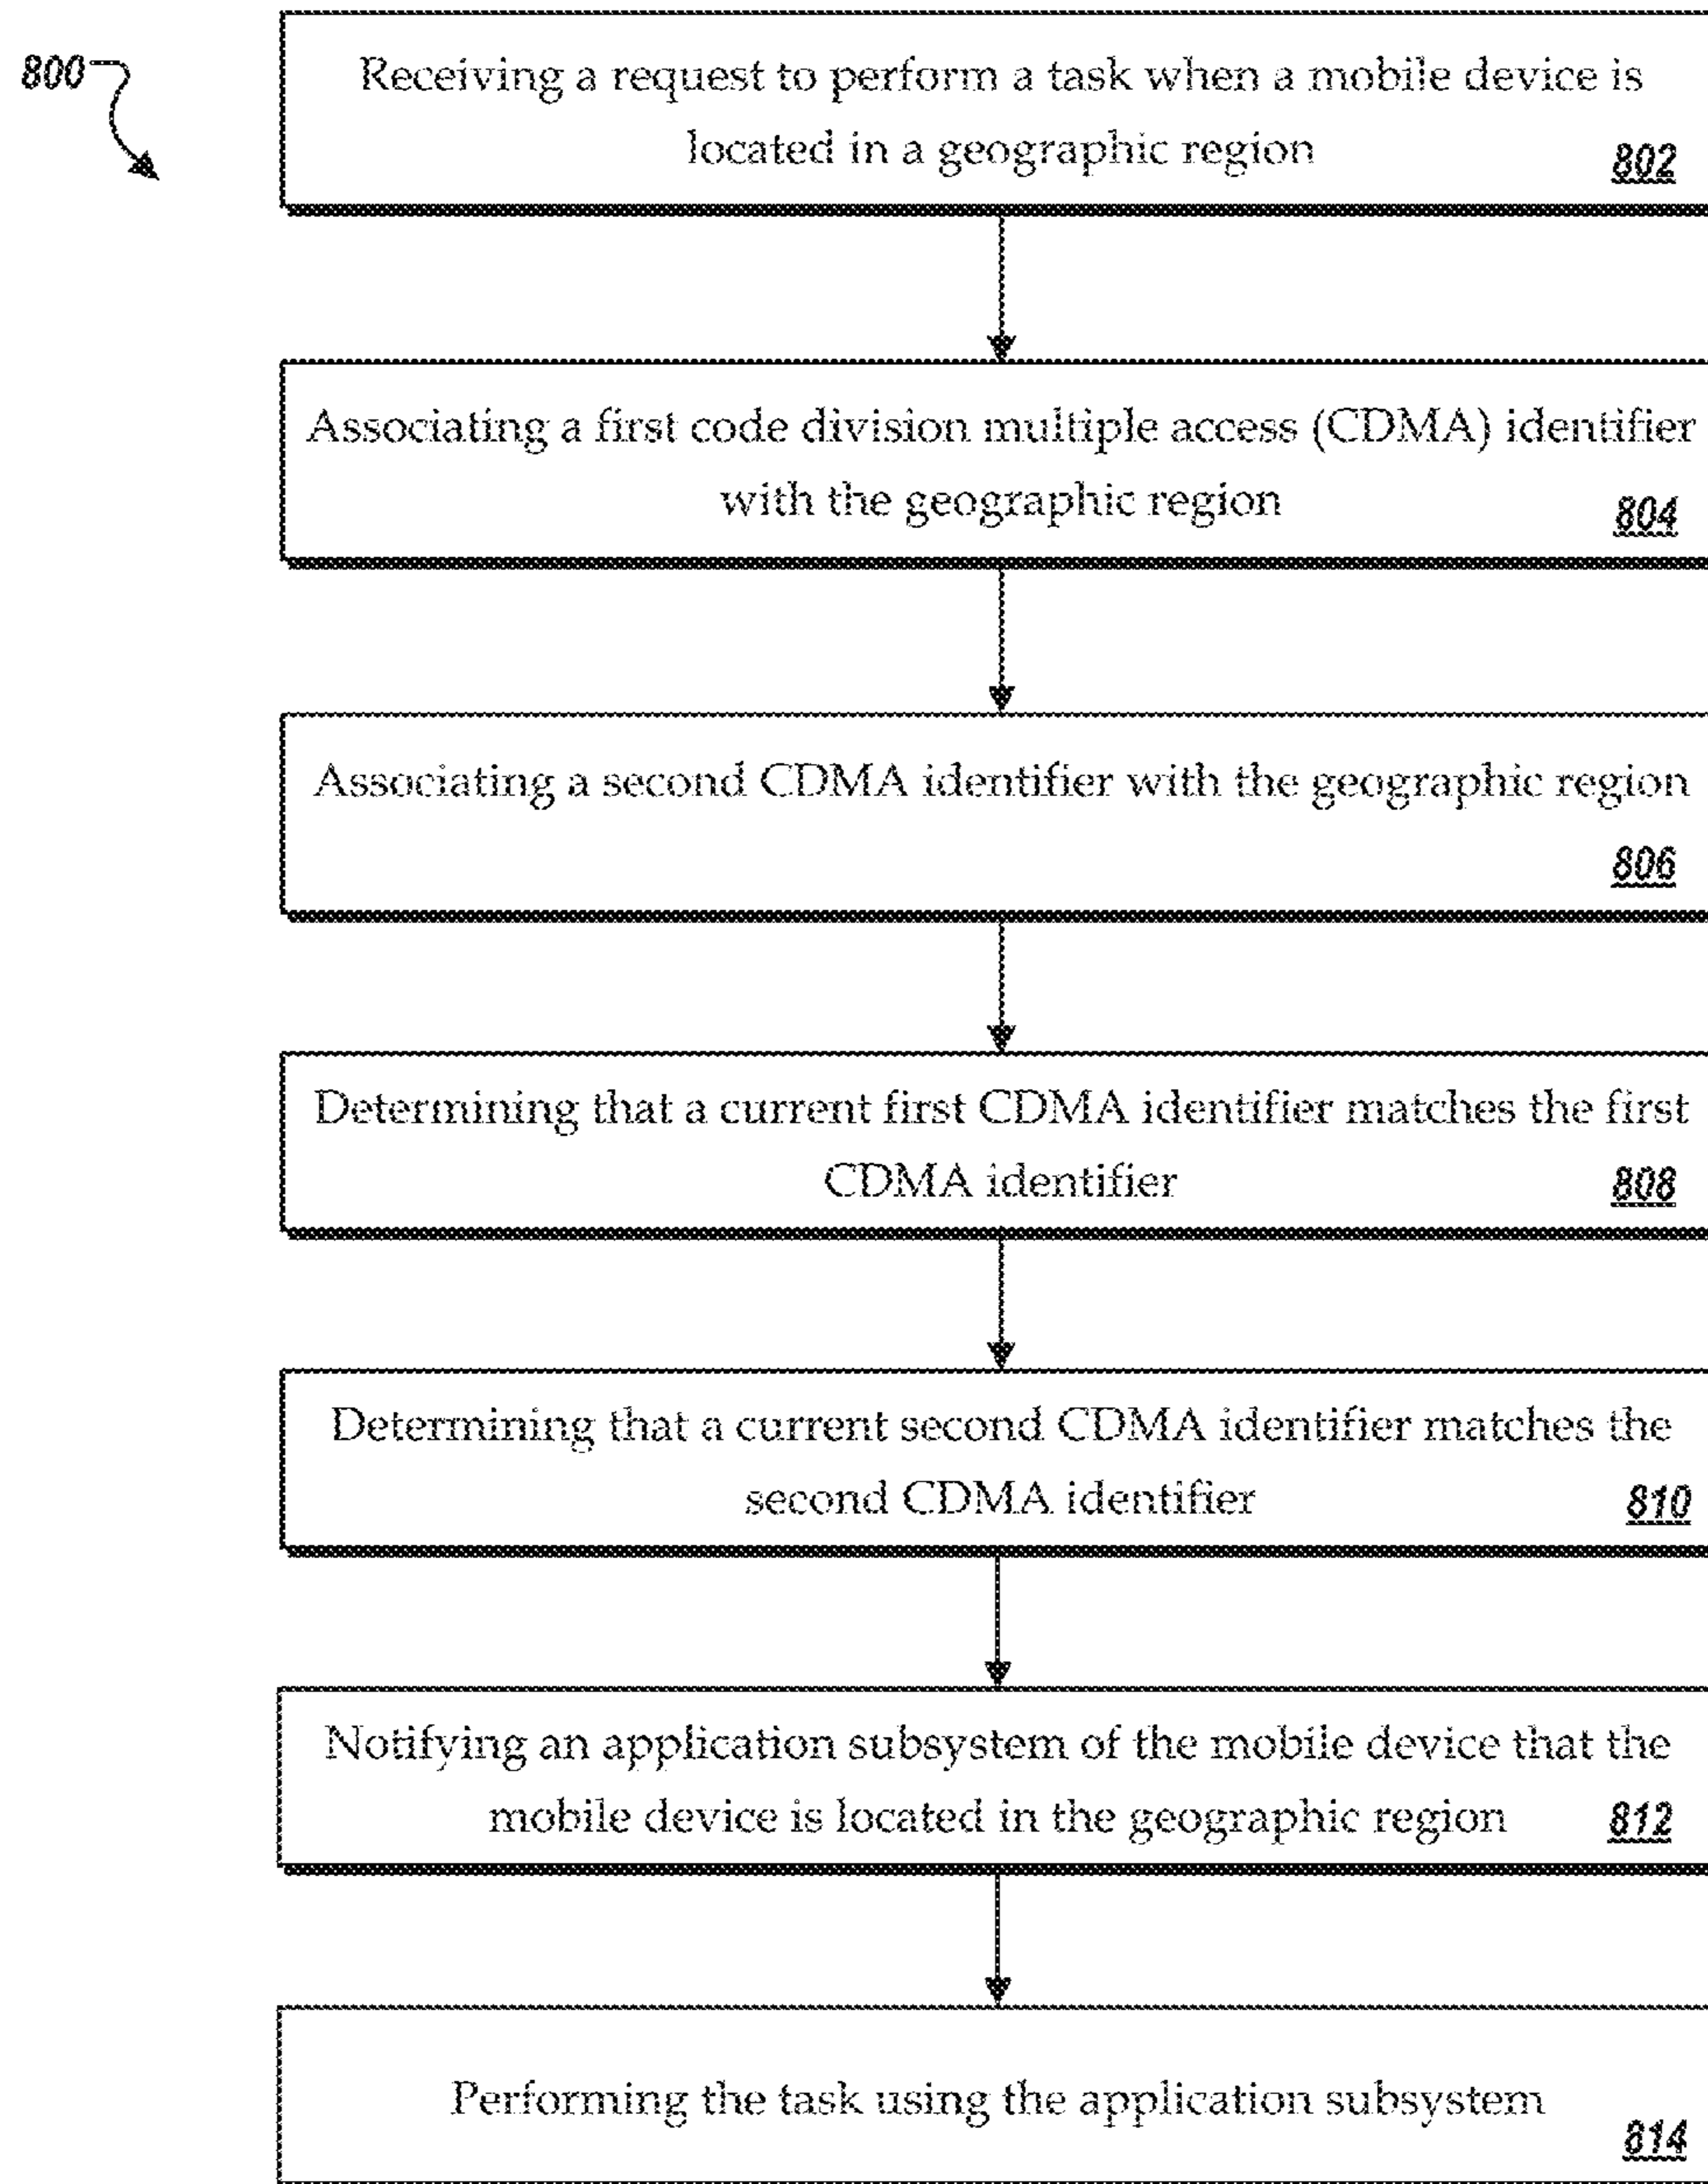 800
Receiving a request to perform a task when a mobile device is
located in a geographic region
802
Associating a first code division multiple access (CDMA) identifier
with the geographic region
804
Associating a second CDMA identifier with the geographic region
806
Determining that a current first CDMA identifier matches the first
CDMA identifier
808
Determining that a current second CDMA identifier matches the
second CDMA identifier
810
Notifying an application subsystem of the mobile device that the
mobile device is located in the geographic region
812
Performing the task using the application subsystem
814